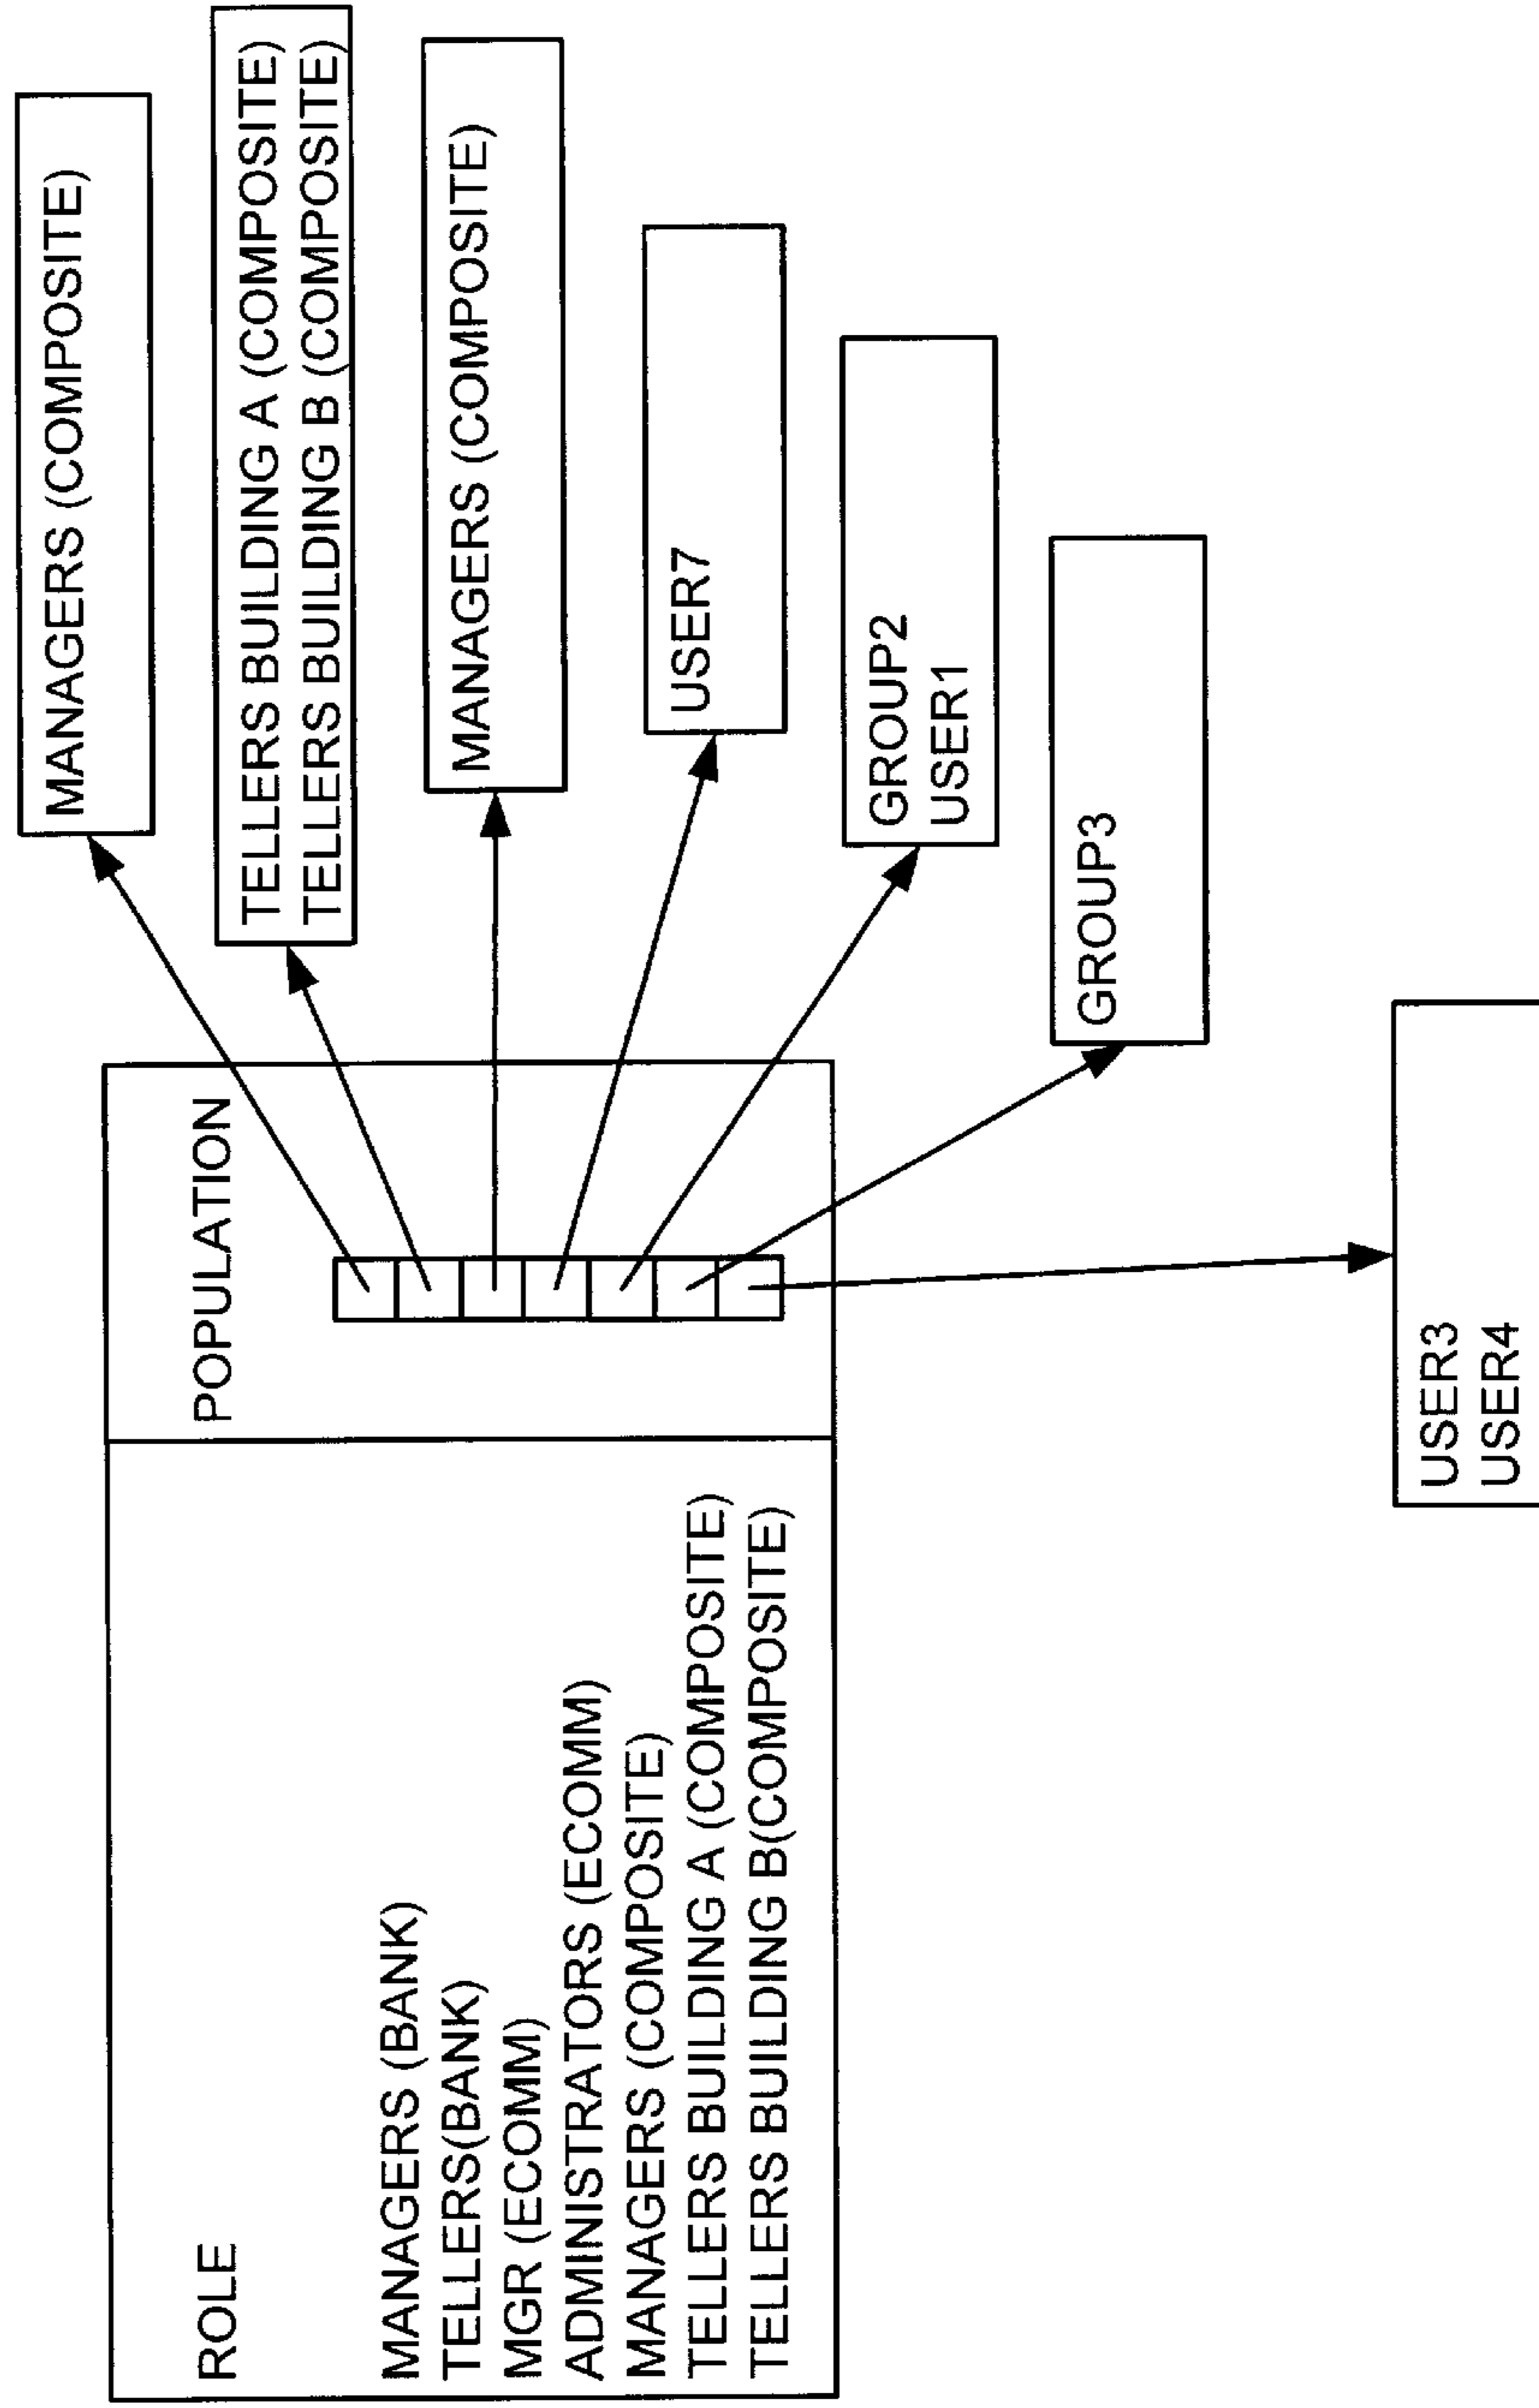 ROLE
POPULATION
MANAGERS (BANK)
TELLERS(BANK)
MGR (ECOMM)
ADMINISTRATORS (ECOMM)
MANAGERS (COMPOSITE)
TELLERS BUILDING A (COMPOSITE)
TELLERS BUILDING B(COMPOSITE)
MANAGERS (COMPOSITE)
TELLERS BUILDING A (COMPOSITE)
TELLERS BUILDING B (COMPOSITE)
MANAGERS (COMPOSITE)
USER7
GROUP2
USER1
GROUP3
USER3
USER4